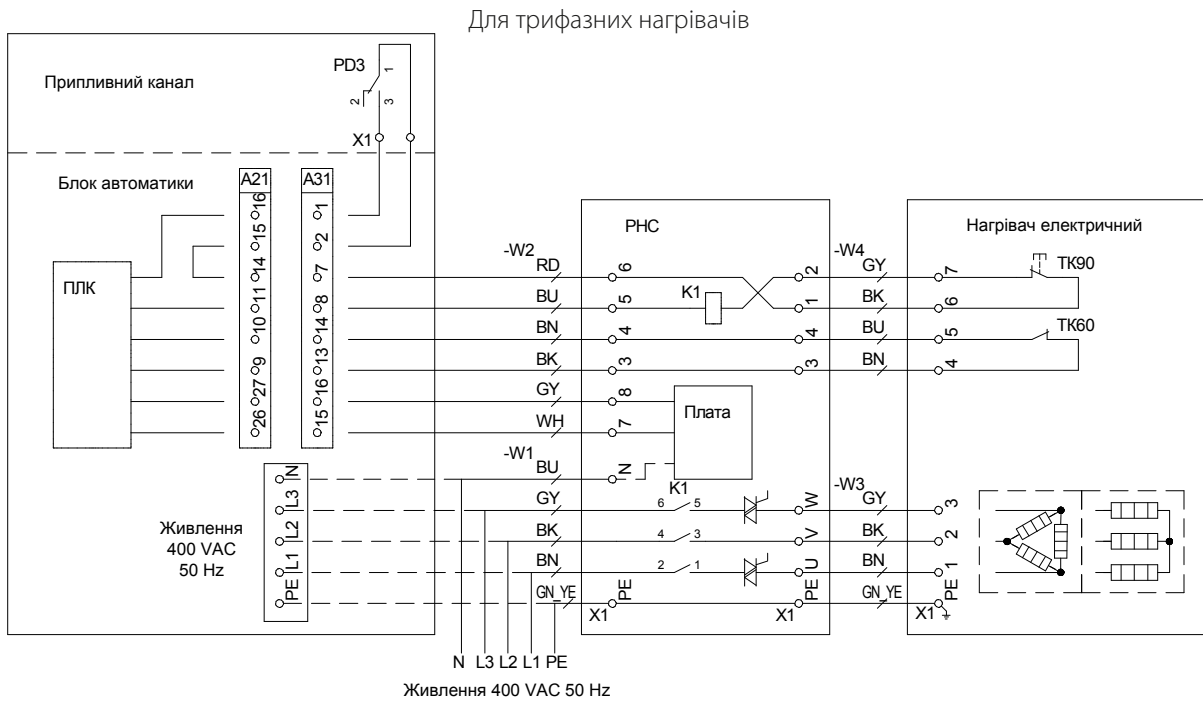 Для трифазних нагрівачів
Припливний канал
PD3
1
2
3
X1
Блок автоматики
A21
A31
16
15
14
11
10
9
27
26
1
2
7
8
14
13
16
15
ПЛК
-W2
RD
BU
BN
BK
GY
WH
-W1
BU
GY
BK
BN
GN_YE
РНС
6
5
4
3
8
7
N
K1
2
1
4
3
Плата
K1
6 5
4 3
2 1
W
V
U
PE
PE
X1
X1
-W4
GY
BK
BU
BN
-W3
GY
BK
BN
GN_YE
Нагрівач електричний
7
6
5
4
ТК90
ТК60
3
2
1
PE
X1
Живлення
400 VAC
50 Hz
N
L3
L2
L1
PE
N L3 L2 L1 PE
Живлення 400 VAC 50 Hz